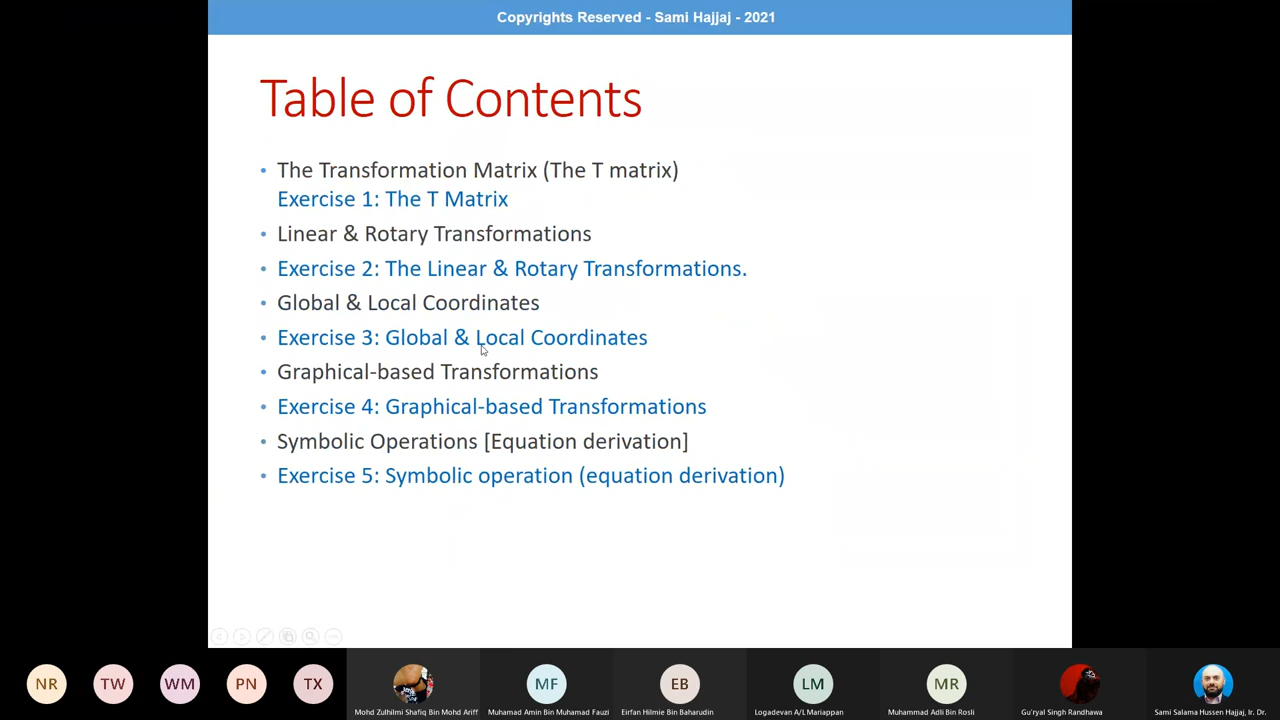 Copyrights Reserved - Sami Hajjaj - 2021
Table of Contents
• The Transformation Matrix (The T matrix)
Exercise 1: The T Matrix
• Linear & Rotary Transformations
• Exercise 2: The Linear & Rotary Transformations.
• Global & Local Coordinates
• Exercise 3: Global & Local Coordinates
• Graphical-based Transformations
• Exercise 4: Graphical-based Transformations
• Symbolic Operations [Equation derivation]
• Exercise 5: Symbolic operation (equation derivation)
NR TW WM PN TX MF EB LM MR
Mohd Zulhilmi Shafiq Bin Mohd Ariff Muhamad Amin Bin Muhamad Fauzi Eirfan Hilmie Bin Baharudin Logadevan A/L Mariappan Muhammad Adli Bin Rosli Gu'ryal Singh Randhawa Sami Salama Hussen Hajjaj, Ir. Dr.